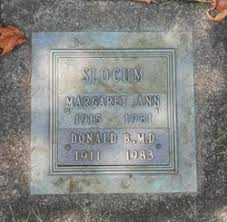 SLOCUM
MARGARET ANN
1915 1981
DONALD B. M.D.
1911 1983